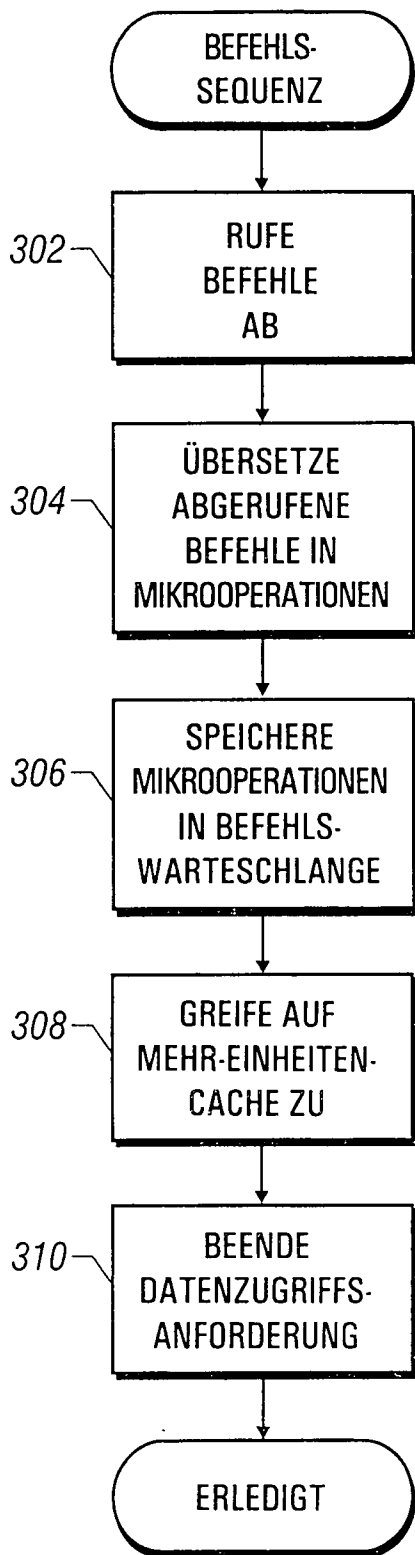 BEFEHLS-
SEQUENZ
302
RUFE
BEFEHLE
AB
304
ÜBERSETZE
ABGERUFENE
BEFEHLE IN
MIKROOPERATIONEN
306
SPEICHERE
MIKROOPERATIONEN
IN BEFEHLS-
WARTESCHLANGE
308
GREIFE AUF
MEHR-EINHEITEN-
CACHE ZU
310
BEENDE
DATENZUGRIFFS-
ANFORDERUNG
ERLEDIGT